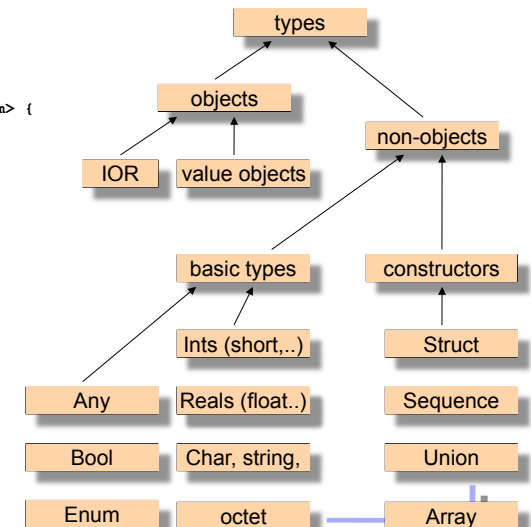 types
n> {
objects
non-objects
IOR
value objects
basic types
constructors
Ints (short,..)
Struct
Any
Reals (float..)
Sequence
Bool
Char, string,
Union
Enum
octet
Array